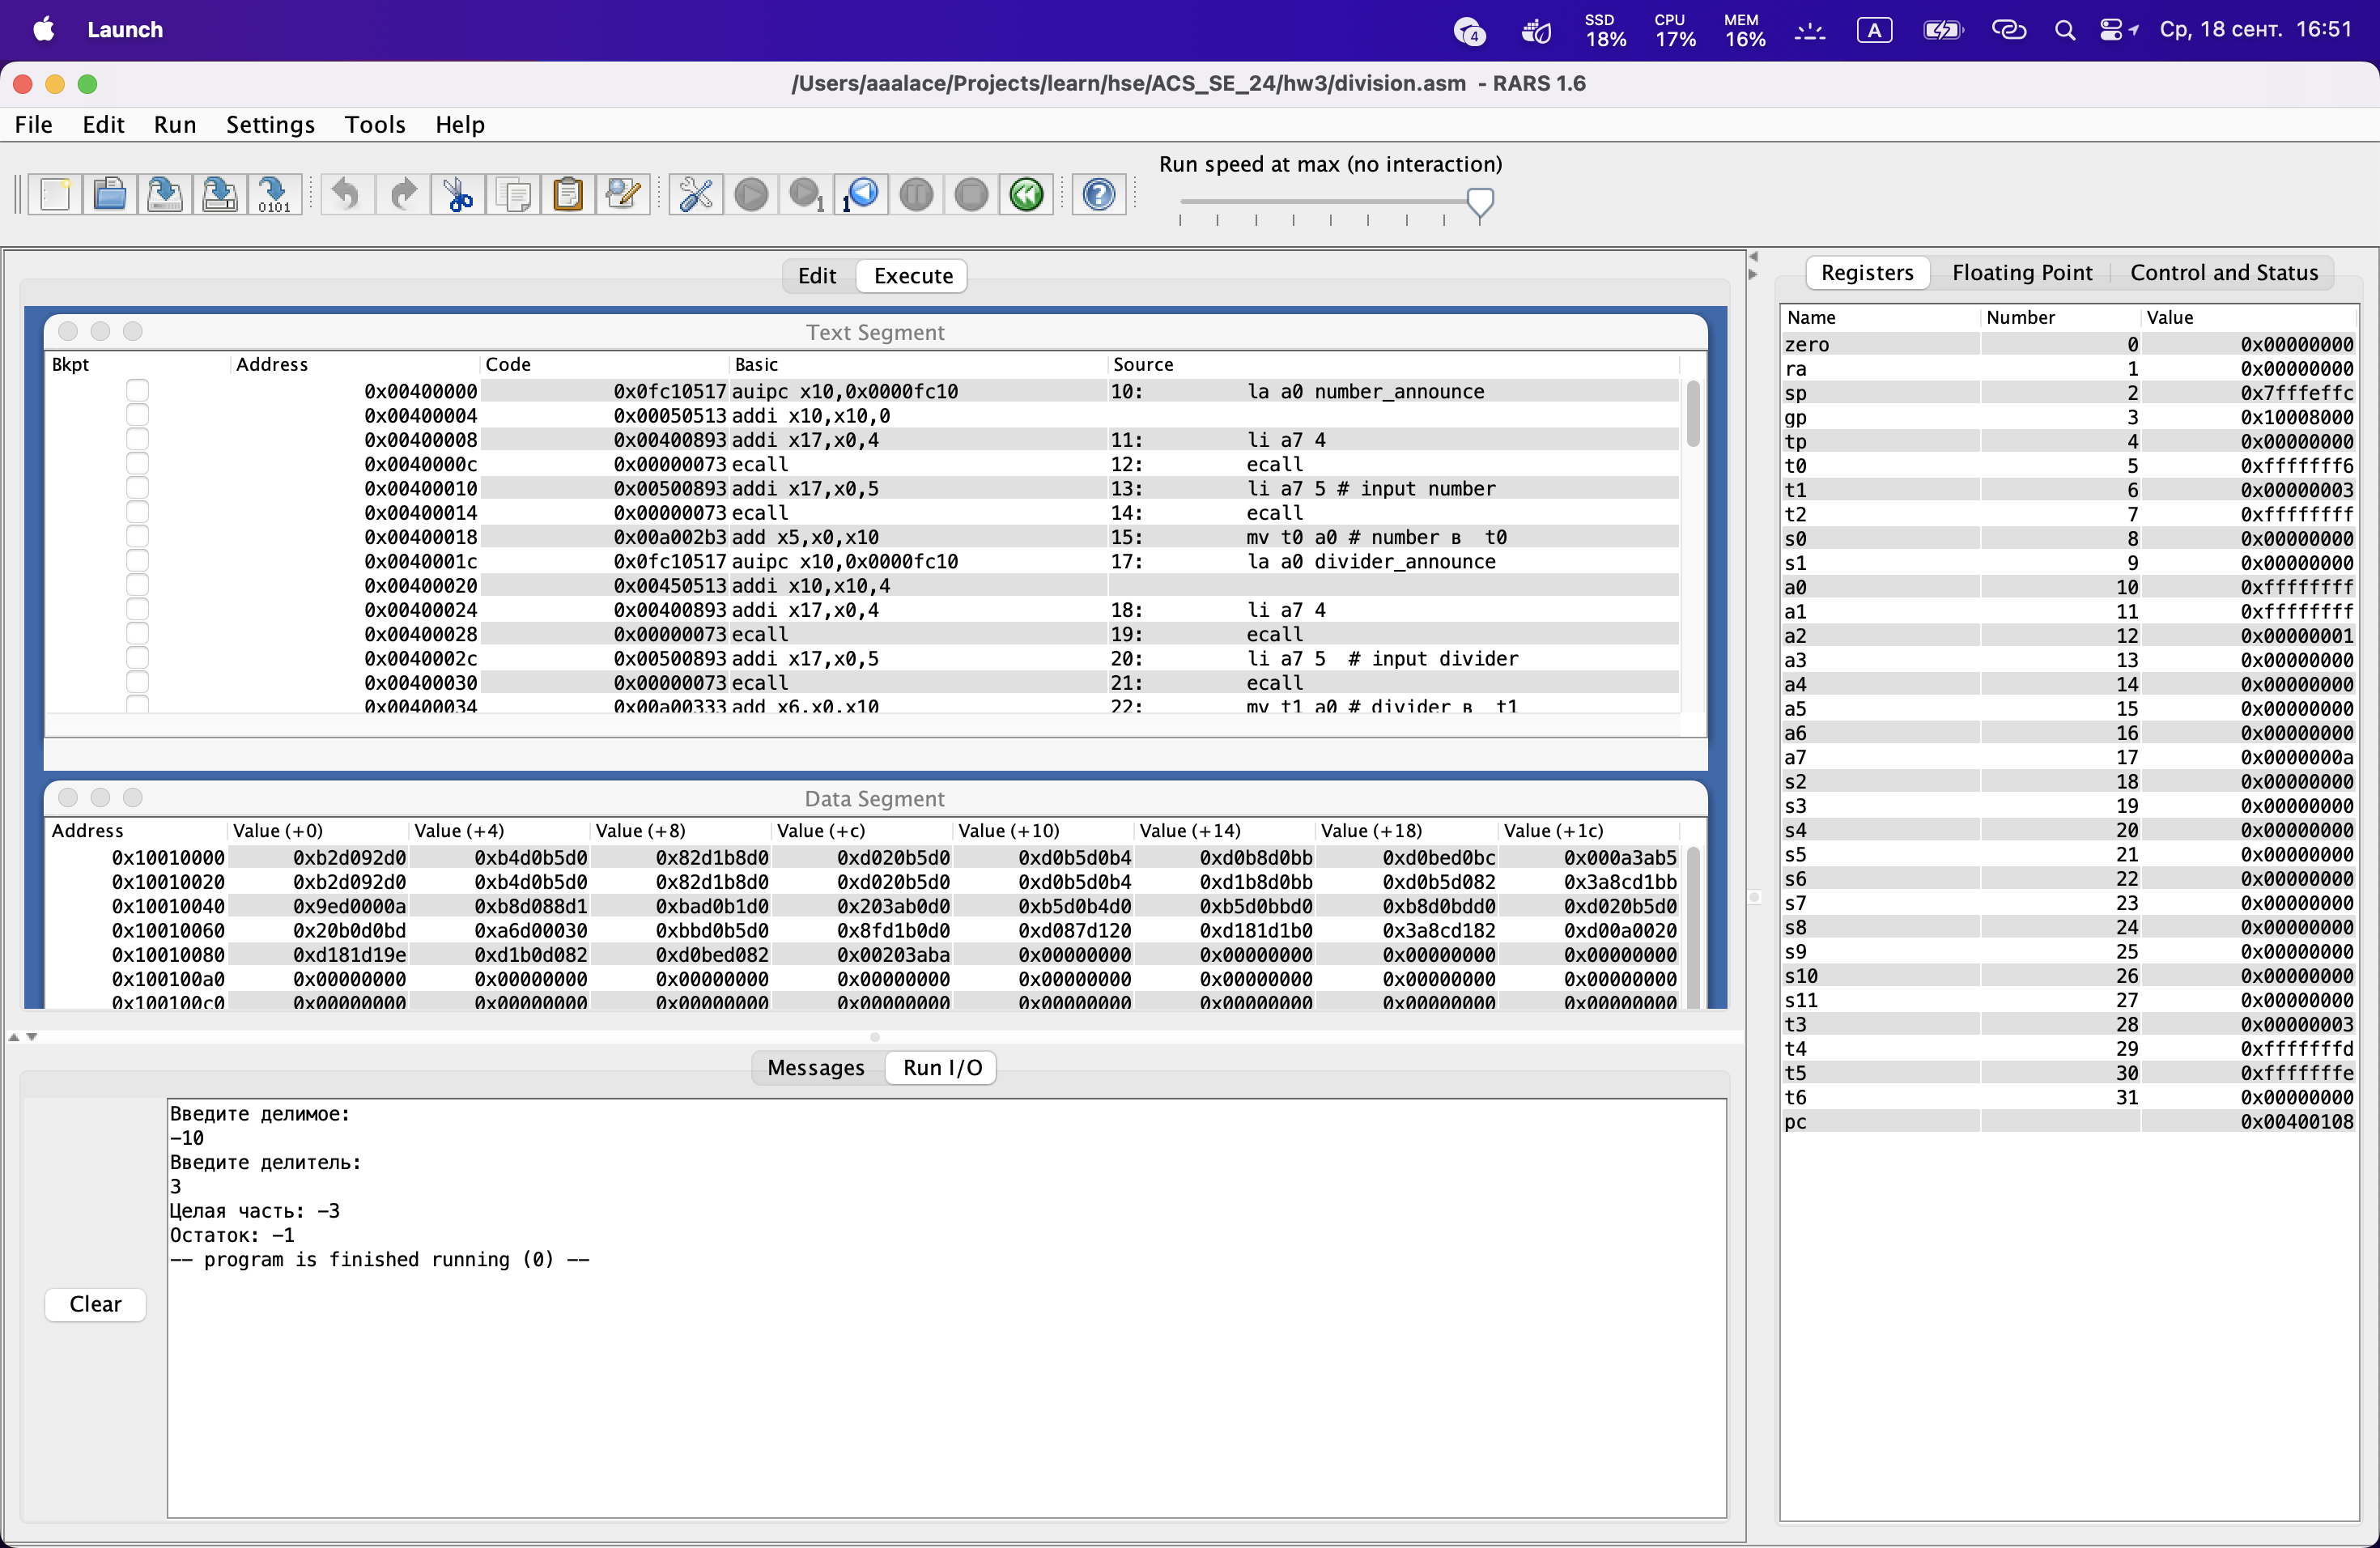 Launch
4
SSD 18% CPU 17% MEM 16% A Ср, 18 сент. 16:51
/Users/aaalace/Projects/learn/hse/ACS_SE_24/hw3/division.asm - RARS 1.6
File Edit Run Settings Tools Help
Run speed at max (no interaction)
0101 1 1
Edit Execute
Text Segment
Bkpt Address Code Basic Source
0x00400000 0x0fc10517 auipc x10,0x0000fc10 10: la a0 number_announce
0x00400004 0x00050513 addi x10,x10,0
0x00400008 0x00400893 addi x17,x0,4 11: li a7 4
0x0040000c 0x00000073 ecall 12: ecall
0x00400010 0x00500893 addi x17,x0,5 13: li a7 5 # input number
0x00400014 0x00000073 ecall 14: ecall
0x00400018 0x00a002b3 add x5,x0,x10 15: mv t0 a0 # number в t0
0x0040001c 0x0fc10517 auipc x10,0x0000fc10 17: la a0 divider_announce
0x00400020 0x00450513 addi x10,x10,4
0x00400024 0x00400893 addi x17,x0,4 18: li a7 4
0x00400028 0x00000073 ecall 19: ecall
0x0040002c 0x00500893 addi x17,x0,5 20: li a7 5 # input divider
0x00400030 0x00000073 ecall 21: ecall
0x00400034 0x00a00333 add x6,x0,x10 22: mv t1 a0 # divider в t1
Data Segment
Address Value (+0) Value (+4) Value (+8) Value (+c) Value (+10) Value (+14) Value (+18) Value (+1c)
0x10010000 0xb2d092d0 0xb4d0b5d0 0x82d1b8d0 0xd020b5d0 0xd0b5d0b4 0xd0b8d0bb 0xd0bed0bc 0x000a3ab5
0x10010020 0xb2d092d0 0xb4d0b5d0 0x82d1b8d0 0xd020b5d0 0xd0b5d0b4 0xd1b8d0bb 0xd0b5d082 0x3a8cd1bb
0x10010040 0x9ed0000a 0xb8d088d1 0xbad0b1d0 0x203ab0d0 0xb5d0b4d0 0xb5d0bbd0 0xb8d0bdd0 0xd020b5d0
0x10010060 0x20b0d0bd 0xa6d00030 0xbbd0b5d0 0x8fd1b0d0 0xd087d120 0xd181d1b0 0x3a8cd182 0xd00a0020
0x10010080 0xd181d19e 0xd1b0d082 0xd0bed082 0x00203aba 0x00000000 0x00000000 0x00000000 0x00000000
0x100100a0 0x00000000 0x00000000 0x00000000 0x00000000 0x00000000 0x00000000 0x00000000 0x00000000
0x100100c0 0x00000000 0x00000000 0x00000000 0x00000000 0x00000000 0x00000000 0x00000000 0x00000000
Messages Run I/O
Введите делимое:
-10
Введите делитель:
3
Целая часть: -3
Остаток: -1
-- program is finished running (0) --
Clear
Registers Floating Point Control and Status
Name Number Value
zero 0 0x00000000
ra 1 0x00000000
sp 2 0x7fffeffc
gp 3 0x10008000
tp 4 0x00000000
t0 5 0xfffffff6
t1 6 0x00000003
t2 7 0xffffffff
s0 8 0x00000000
s1 9 0x00000000
a0 10 0xffffffff
a1 11 0xffffffff
a2 12 0x00000001
a3 13 0x00000000
a4 14 0x00000000
a5 15 0x00000000
a6 16 0x00000000
a7 17 0x0000000a
s2 18 0x00000000
s3 19 0x00000000
s4 20 0x00000000
s5 21 0x00000000
s6 22 0x00000000
s7 23 0x00000000
s8 24 0x00000000
s9 25 0x00000000
s10 26 0x00000000
s11 27 0x00000000
t3 28 0x00000003
t4 29 0xfffffffd
t5 30 0xfffffffe
t6 31 0x00000000
pc 0x00400108